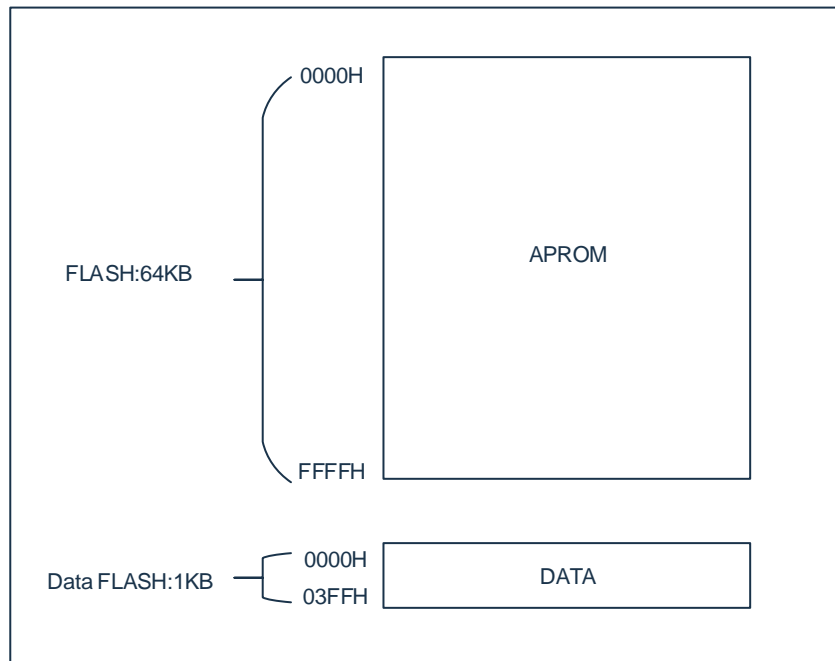 0000H
APROM
FLASH:64KB
FFFFH
0000H
DATA
Data FLASH:1KB
03FFH